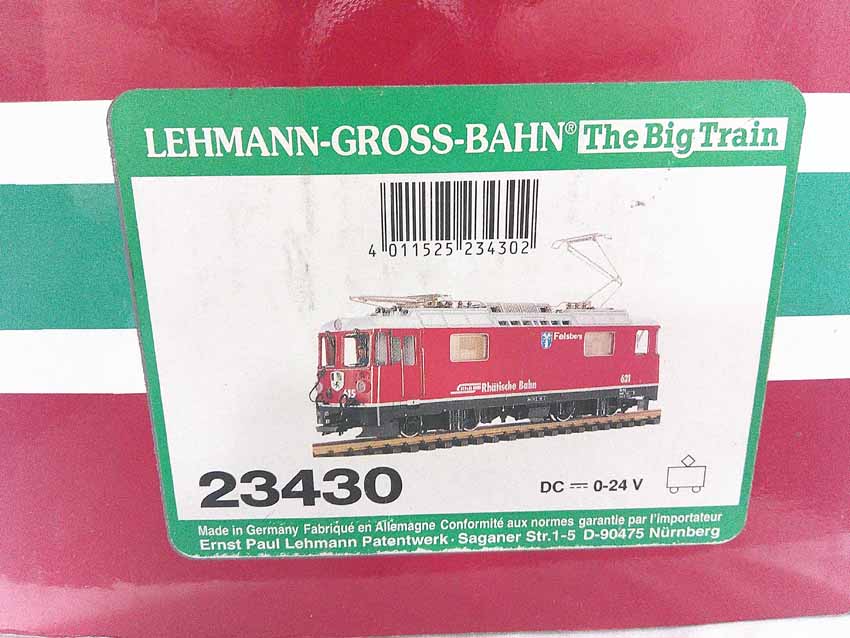 LEHMANN-GROSS-BAHN® The Big Train
4 011525 234302
Felsberg
Rhätische Bahn
631
615
23430
DC 0-24 V
Made in Germany Fabriqué en Allemagne Conformité aux normes garantie par l'importateur
Ernst Paul Lehmann Patentwerk · Saganer Str.1-5 D-90475 Nürnberg